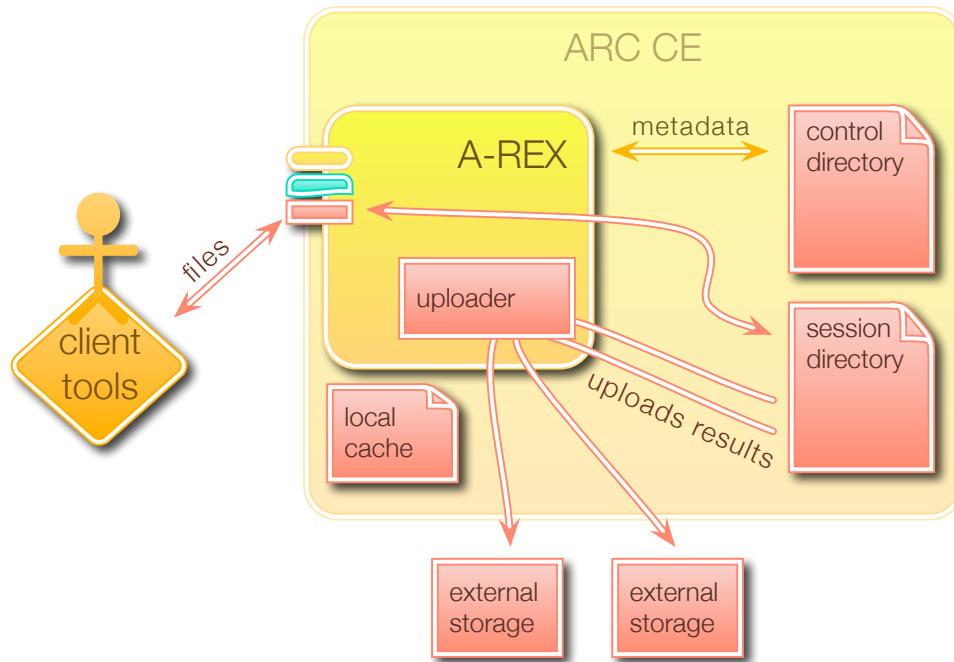 ARC CE
A-REX
metadata
control
directory
files
client
tools
uploader
session
directory
uploads results
local
cache
external
storage
external
storage